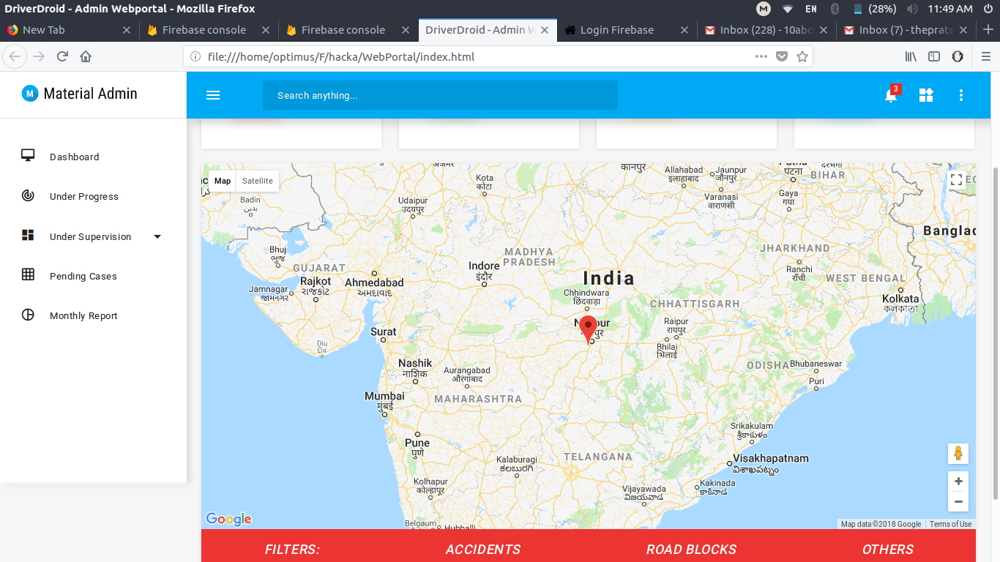 DriverDroid - Admin Webportal - Mozilla Firefox
M EN (28%) 11:49 AM
New Tab
Firebase console
Firebase console
DriverDroid - Admin W
Login Firebase
Inbox (228) - 10abc
Inbox (7) - theprats
file:///home/optimus/F/hacka/WebPortal/index.html
M Material Admin
Search anything...
3
Dashboard
Under Progress
Under Supervision
Pending Cases
Monthly Report
Map Satellite
अजमेर
Kota
कोटा
कानपुर
Allahabad
इलाहाबाद
Jaunpur
जौनपुर
पटना
दरभंगा
BIHAR
Varanasi
वाराणसी
Gaya
गया
Badin
بدين
Udaipur
उदयपुर
Banglad
Bhuj
ભુજ
GUJARAT
Rajkot
રાજકોટ
Jamnagar
જામનગર
Ahmedabad
અમદાવાદ
Indore
इंदौर
MADHYA
PRADESH
India
Chhindwara
छिंदवाड़ा
JHARKHAND
Ranchi
राँची
WEST BENGAL
Kolkata
কলকাতা
CHHATTISGARH
Raipur
रायपुर
Bhilai
भिलाई
Surat
Diu
દીવ
Nashik
नाशिक
Aurangabad
औरंगाबाद
ODISHA
Bhubaneswar
Puri
Mumbai
मुंबई
MAHARASHTRA
Pune
पुणे
Srikakulam
శ్రీకాకుళం
Kalaburagi
ಕಲಬುರಗಿ
TELANGANA
Visakhapatnam
విశాఖపట్నం
Kolhapur
कोल्हापूर
Vijayawada
విజయవాడ
Kakinada
కాకినాడ
Belgaum
Hubballi
Google
Map data ©2018 Google Terms of Use
FILTERS: ACCIDENTS ROAD BLOCKS OTHERS